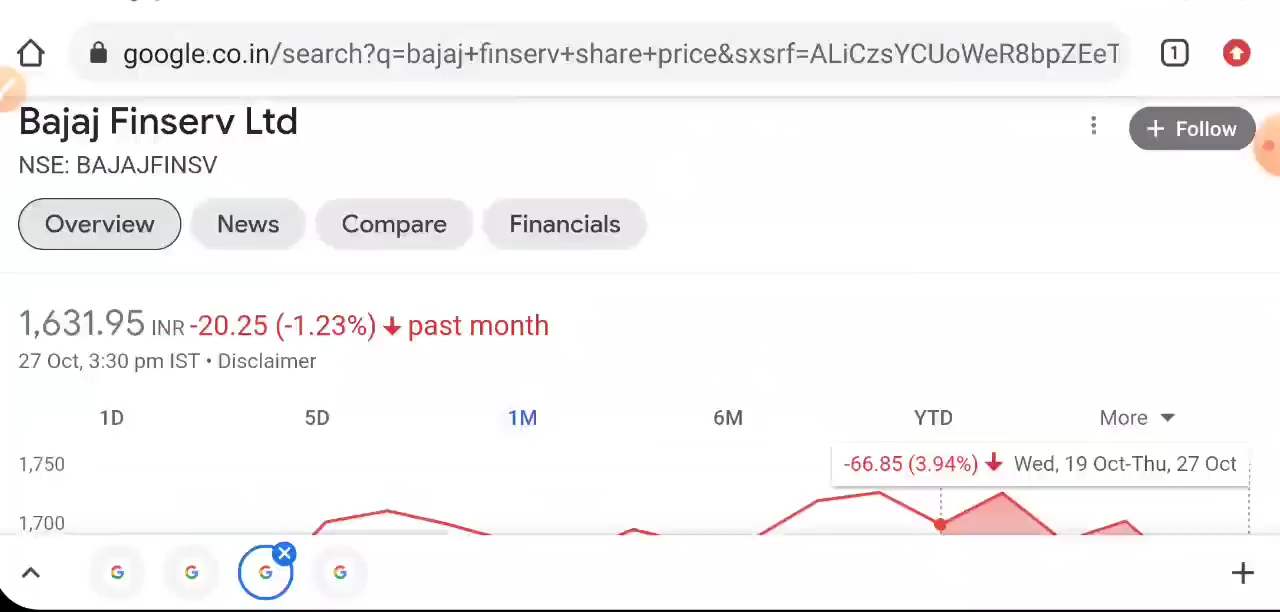 google.co.in/search?q=bajaj+finserv+share+price&sxsrf=ALiCzsYCUoWeR8bpZEeT
1
Bajaj Finserv Ltd
+ Follow
NSE: BAJAJFINSV
Overview News Compare Financials
1,631.95 INR -20.25 (-1.23%) ↓ past month
27 Oct, 3:30 pm IST • Disclaimer
1D 5D 1M 6M YTD More
1,750
-66.85 (3.94%) ↓ Wed, 19 Oct-Thu, 27 Oct
1,700
G G G G